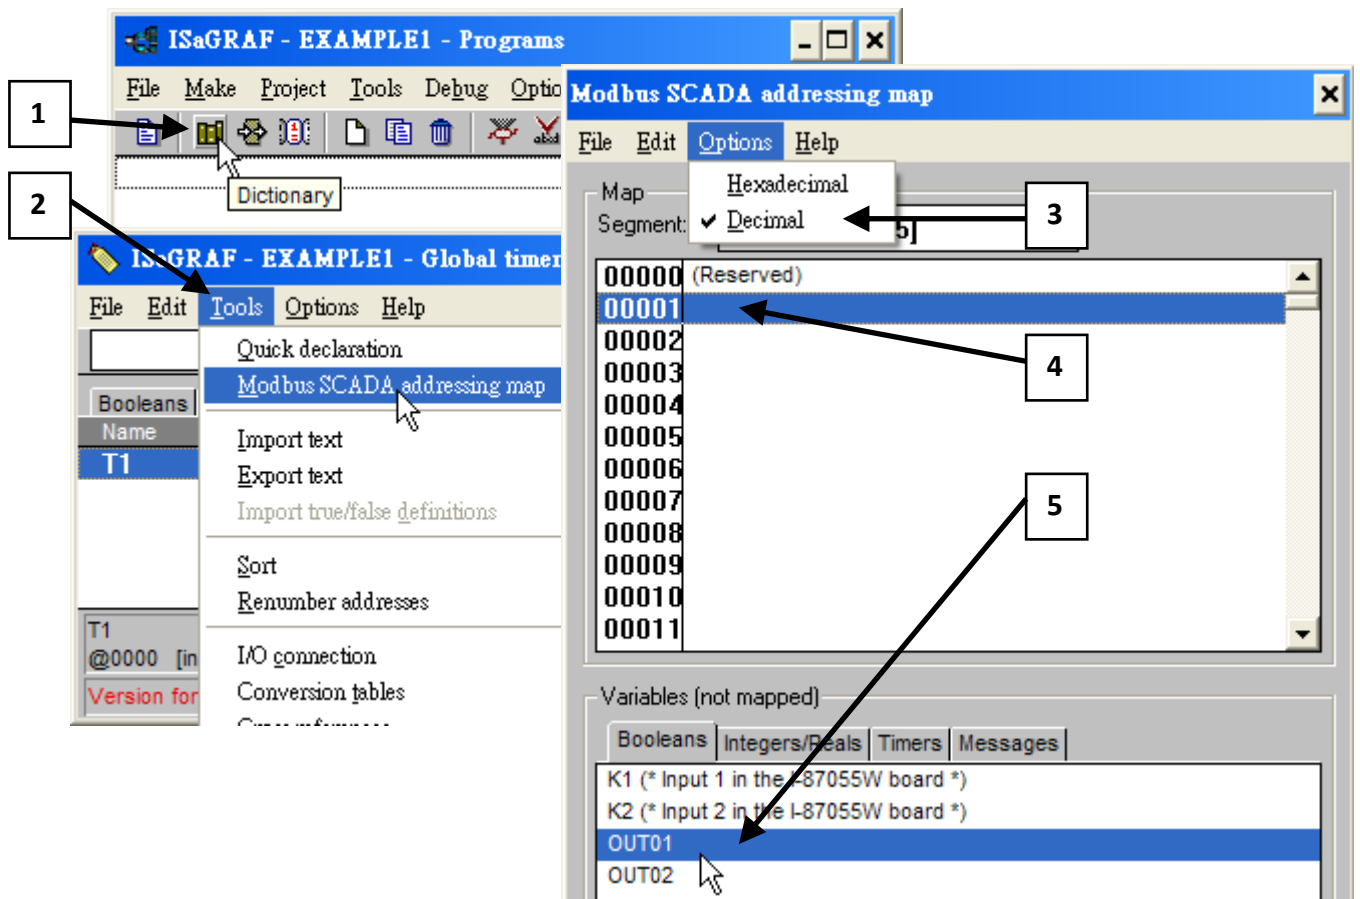 ISaGRAF - EXAMPLE1 - Programs
File Make Project Tools Debug Optio
1
Dictionary
2
ISaGRAF - EXAMPLE1 - Global timer
File Edit Tools Options Help
Quick declaration
Modbus SCADA addressing map
Import text
Export text
Import true/false definitions
Sort
Renumber addresses
I/O connection
Conversion tables
Booleans
Name
T1
T1
@0000 [in
Version for
Modbus SCADA addressing map
File Edit Options Help
Hexadecimal
Decimal
3
Map
Segment:
5]
00000 (Reserved)
00001
00002
00003
00004
00005
00006
00007
00008
00009
00010
00011
4
5
Variables (not mapped)
Booleans Integers/Reals Timers Messages
K1 (* Input 1 in the I-87055W board *)
K2 (* Input 2 in the I-87055W board *)
OUT01
OUT02